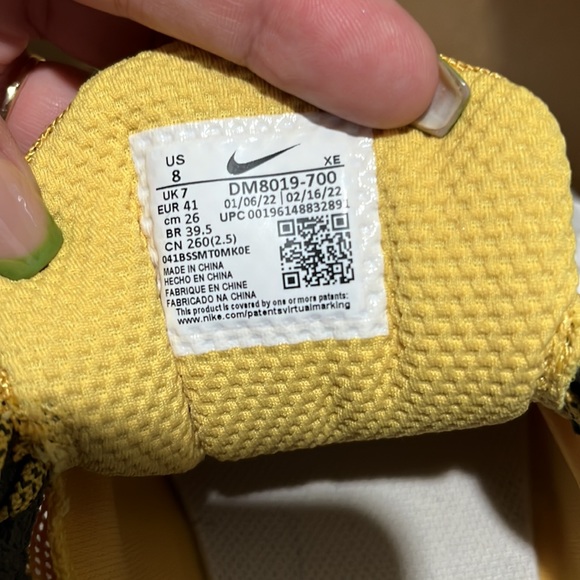 US
8
XE
DM8019-700
UK 7
01/06/22 | 02/16/22
EUR 41
UPC 00196148832891
cm 26
BR 39.5
CN 260(2.5)
041BSSMT0MK0E
MADE IN CHINA
HECHO EN CHINA
FABRIQUE EN CHINE
FABRICADO NA CHINA
This product is covered by one or more patents:
www.nike.com/patentsvirtualmarking